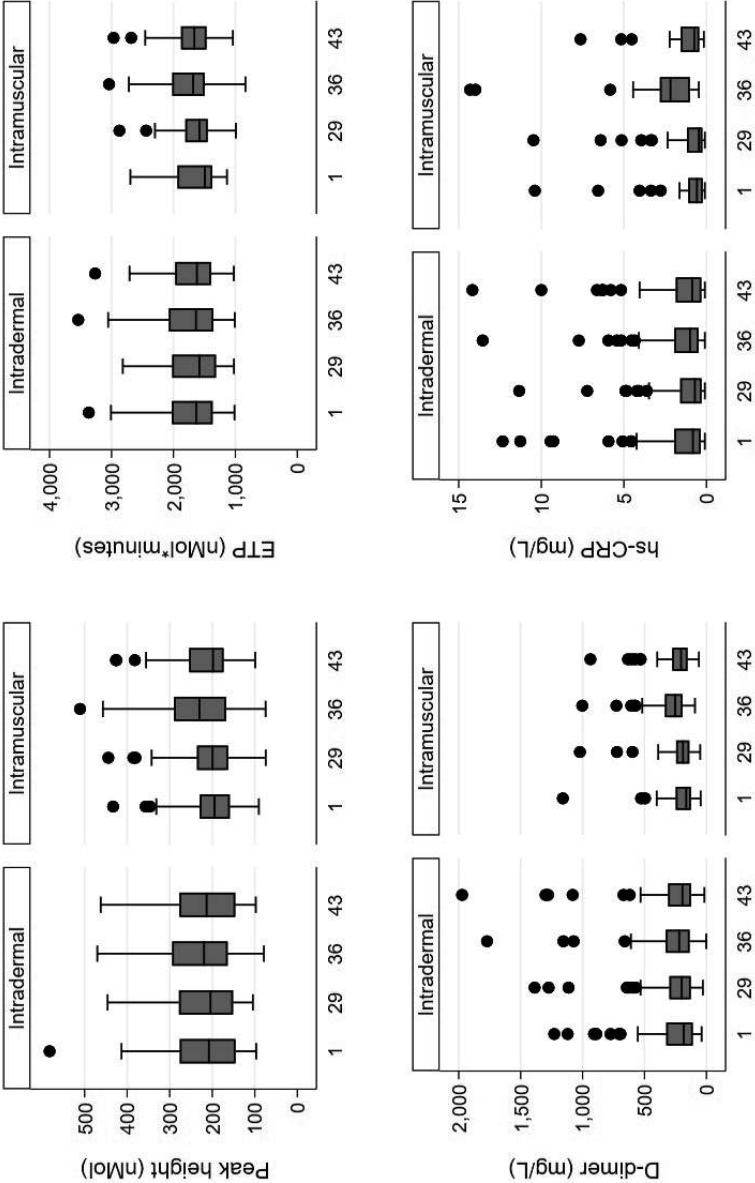 Intradermal
Intramuscular
500
400
300
200
100
0
Peak height (nMol)
1 29 36 43
1 29 36 43
Intradermal
Intramuscular
4,000
3,000
2,000
1,000
0
ETP (nMol*minutes)
1 29 36 43
1 29 36 43
Intradermal
Intramuscular
2,000
1,500
1,000
500
0
D-dimer (mg/L)
1 29 36 43
1 29 36 43
Intradermal
Intramuscular
15
10
5
0
hs-CRP (mg/L)
1 29 36 43
1 29 36 43